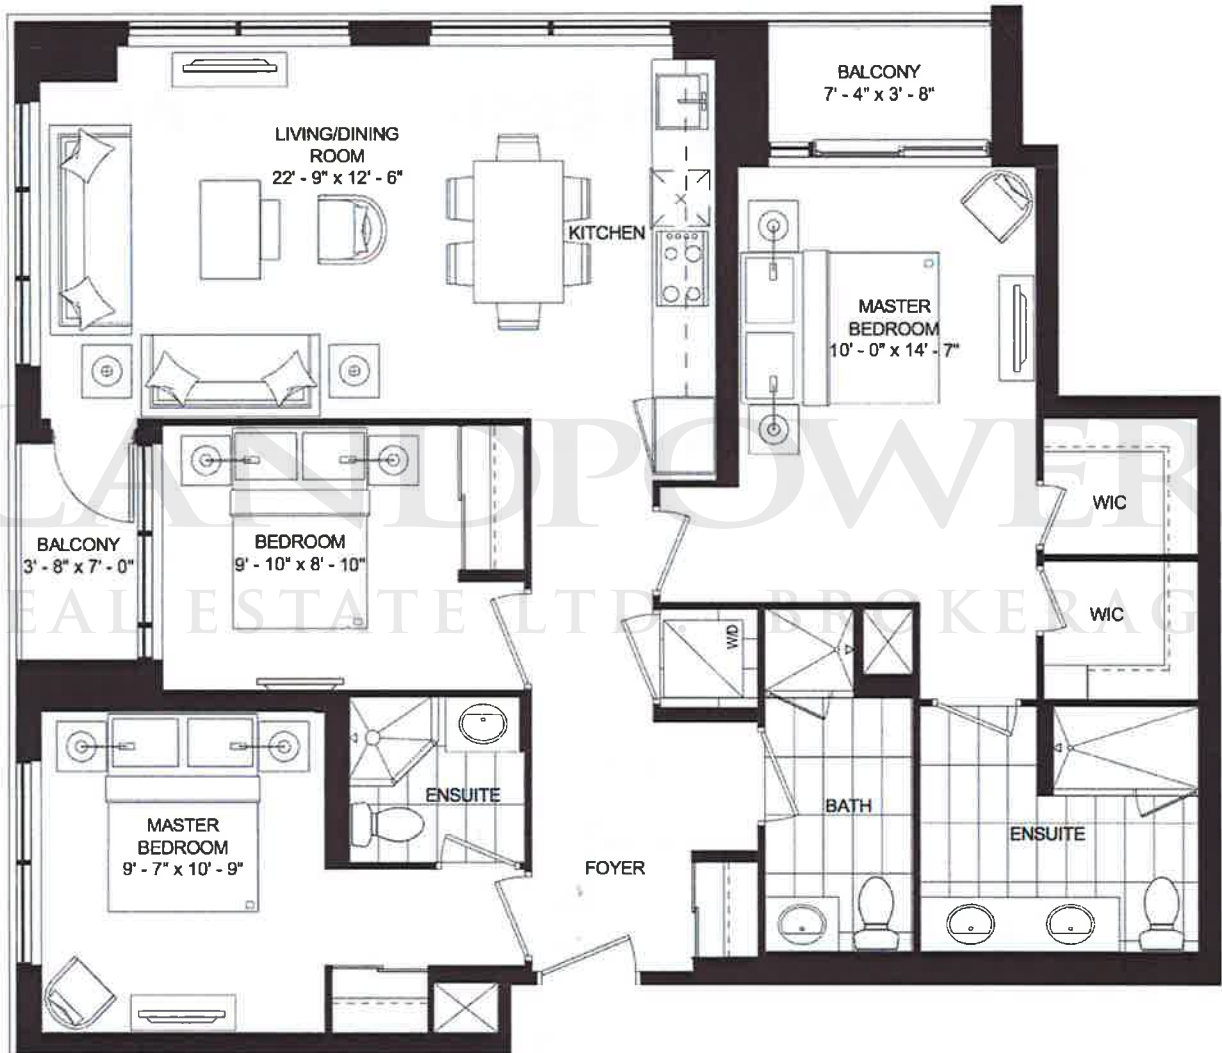 BALCONY
7' - 4" x 3' - 8"
LIVING/DINING
ROOM
22' - 9" x 12' - 6"
KITCHEN
MASTER
BEDROOM
10' - 0" x 14' - 7"
LANDPOWER
WIC
BALCONY
3' - 8" x 7' - 0"
BEDROOM
9' - 10" x 8' - 10"
REAL ESTATE LTD. BROKERAG
WIC
W/D
ENSUITE
BATH
MASTER
BEDROOM
9' - 7" x 10' - 9"
ENSUITE
FOYER